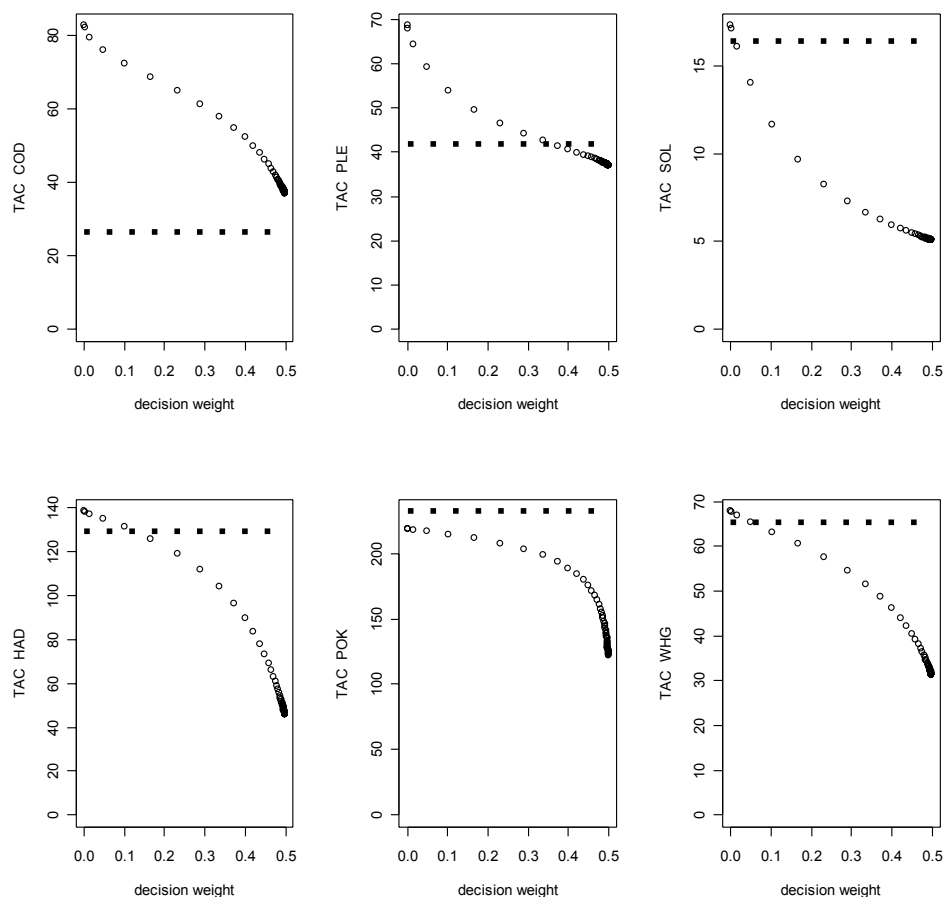 TAC COD
0 20 40 60 80
0.0 0.1 0.2 0.3 0.4 0.5
decision weight
TAC PLE
0 10 20 30 40 50 60 70
0.0 0.1 0.2 0.3 0.4 0.5
decision weight
TAC SOL
0 5 10 15
0.0 0.1 0.2 0.3 0.4 0.5
decision weight
TAC HAD
0 20 40 60 80 100 120 140
0.0 0.1 0.2 0.3 0.4 0.5
decision weight
TAC POK
0 50 100 150 200
0.0 0.1 0.2 0.3 0.4 0.5
decision weight
TAC WHG
0 10 20 30 40 50 60 70
0.0 0.1 0.2 0.3 0.4 0.5
decision weight